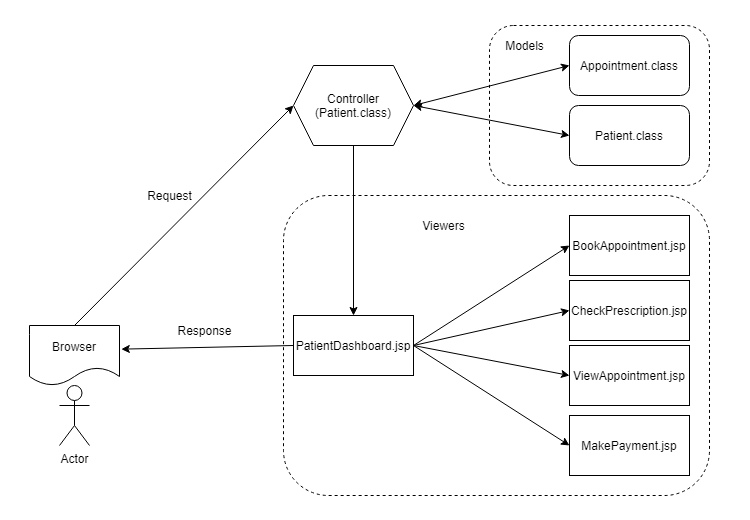 Models
Appointment.class
Controller
(Patient.class)
Patient.class
Request
Viewers
BookAppointment.jsp
CheckPrescription.jsp
Response
Browser
PatientDashboard.jsp
ViewAppointment.jsp
MakePayment.jsp
Actor